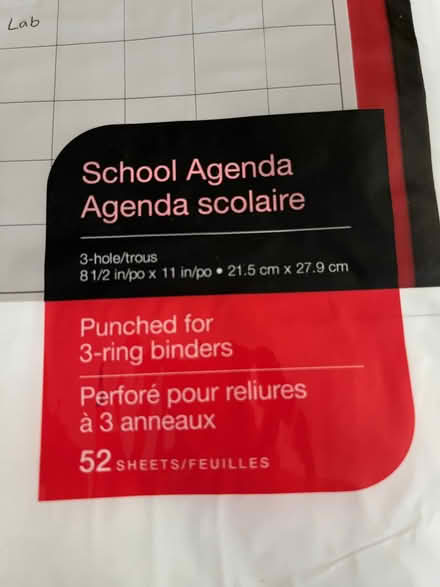 Lab
School Agenda
Agenda scolaire
3-hole/trous
8 1/2 in/po x 11 in/po • 21.5 cm x 27.9 cm
Punched for
3-ring binders
Perforé pour reliures
à 3 anneaux
52 SHEETS/FEUILLES